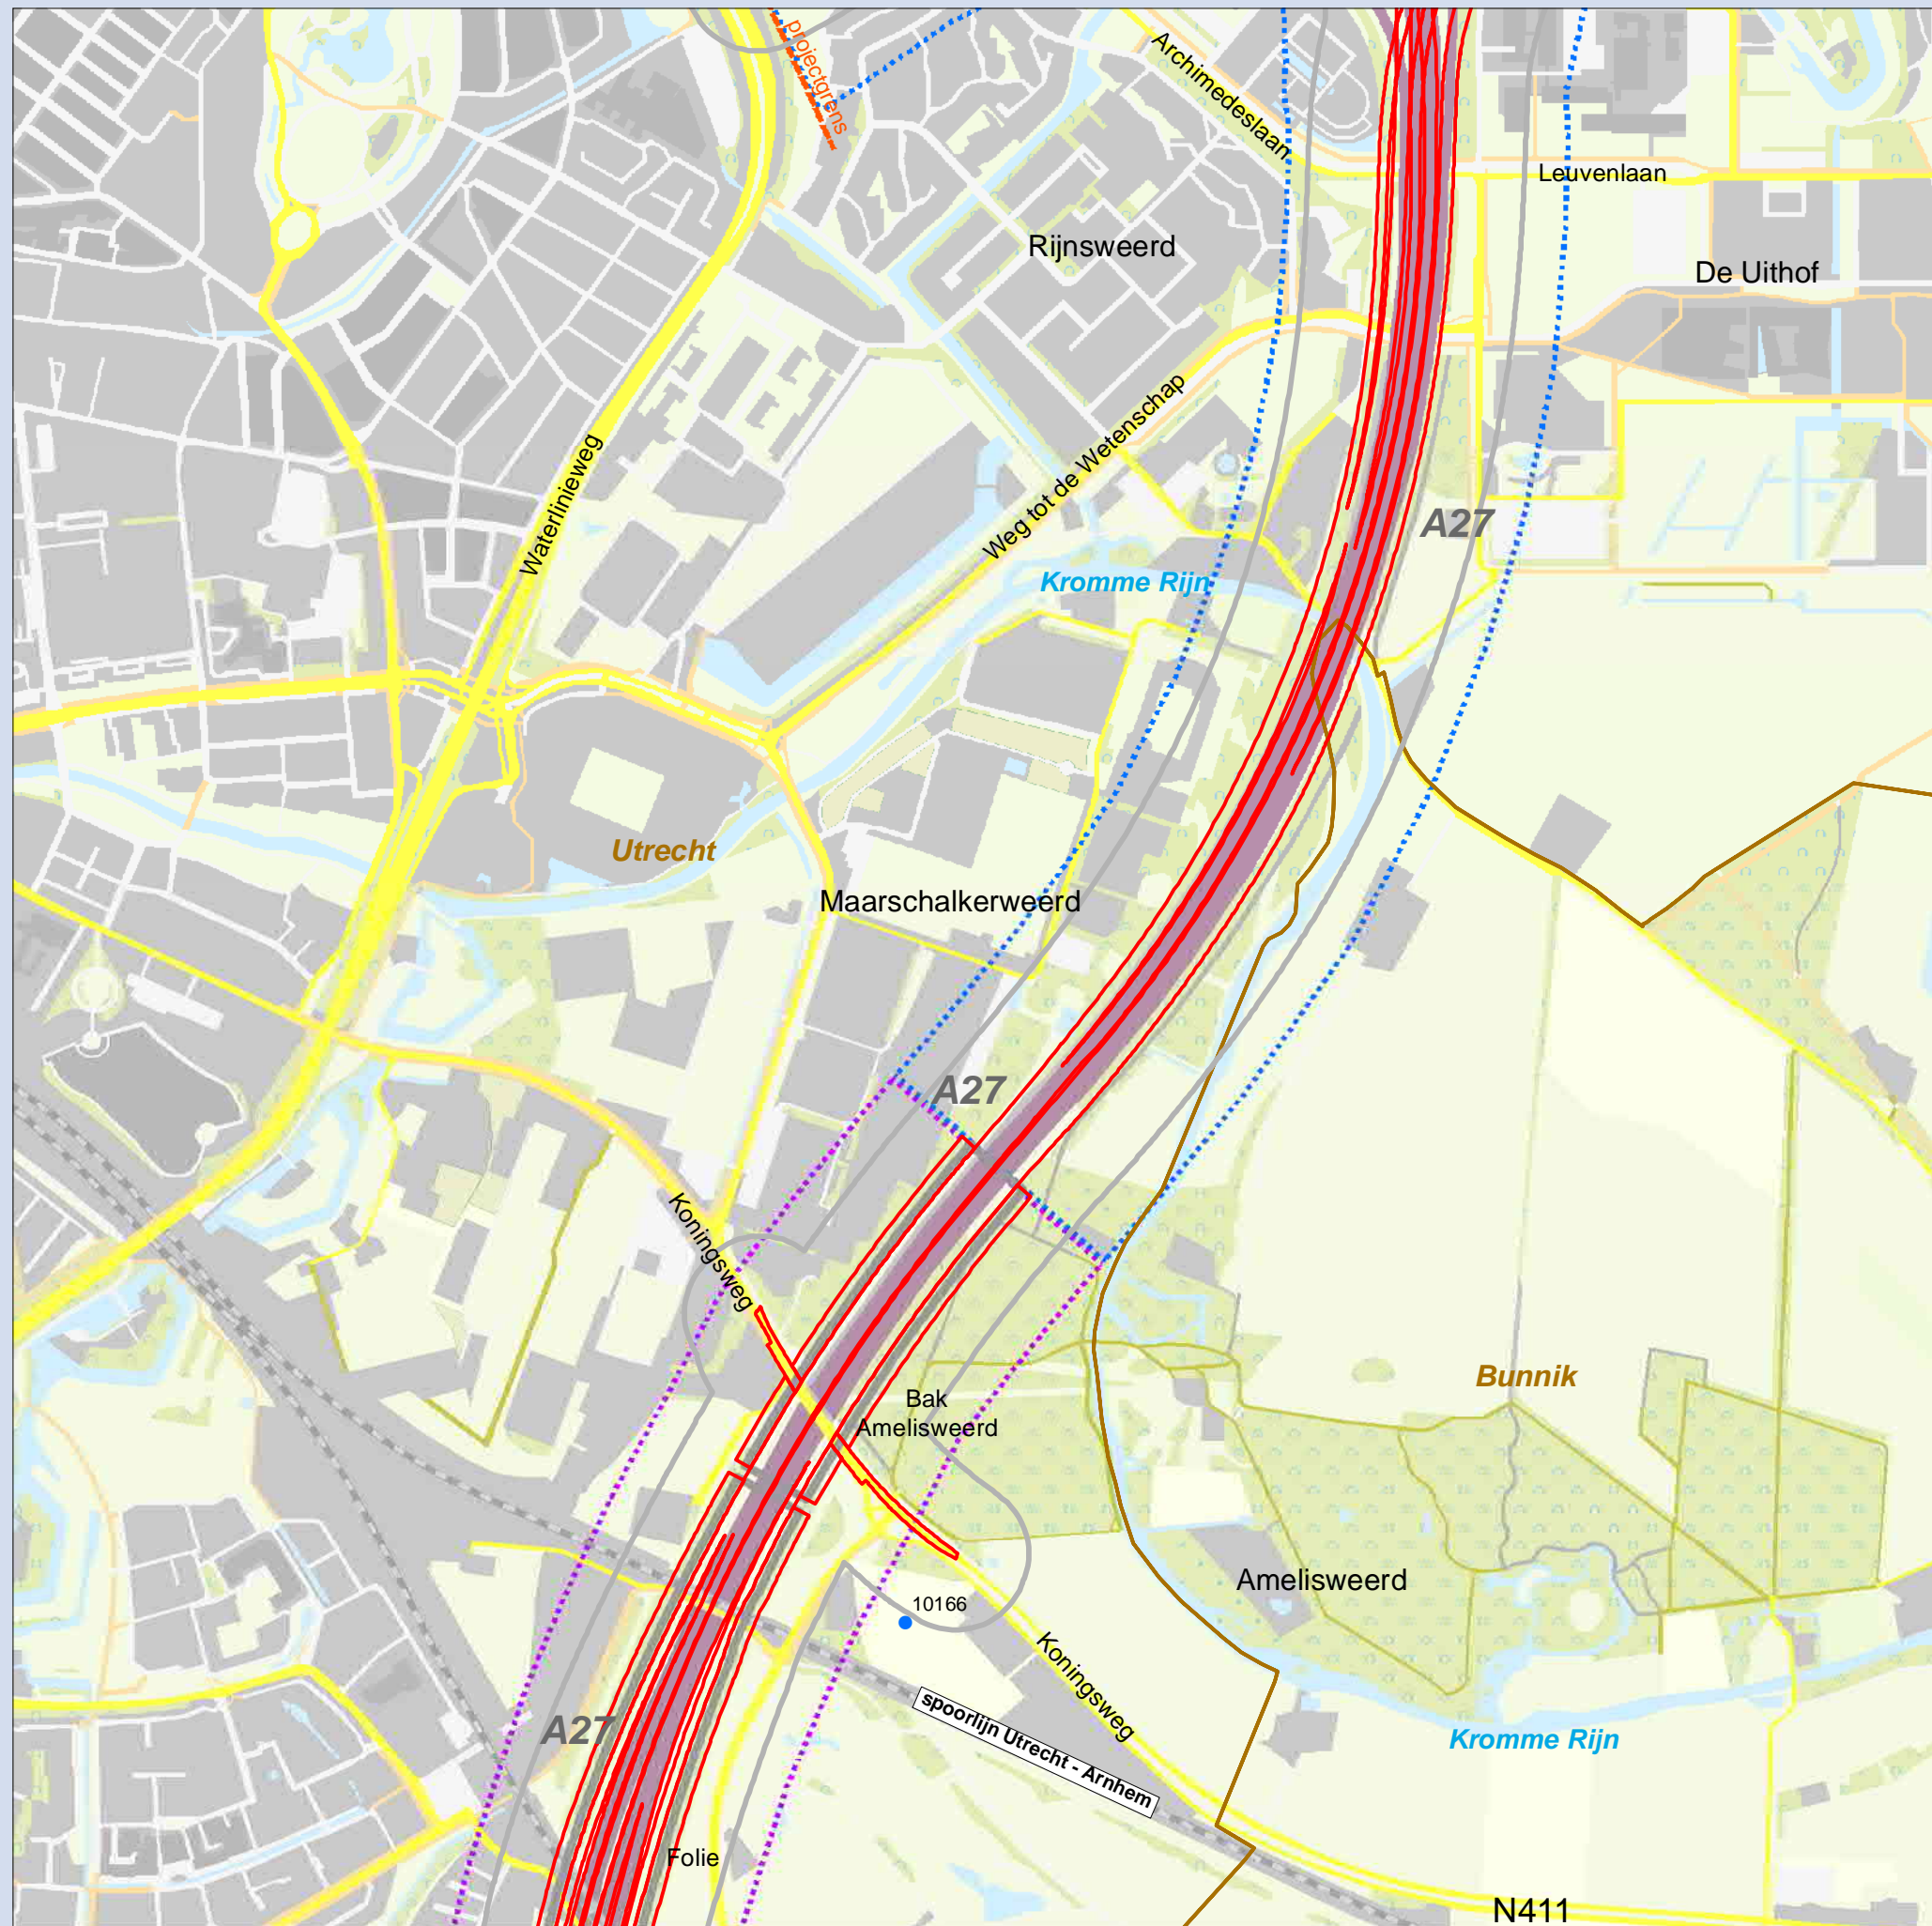 projectgrens
Archimedeslaan
Leuvenlaan
Rijnsweerd
De Uithof
Waterlinieweg
Weg tot de Wetenschap
A27
Kromme Rijn
Utrecht
Maarschalkerweerd
A27
Koningsweg
Bunnik
Bak
Amelisweerd
Amelisweerd
10166
Koningsweg
spoorlijn Utrecht - Arnhem
A27
Kromme Rijn
Folie
N411